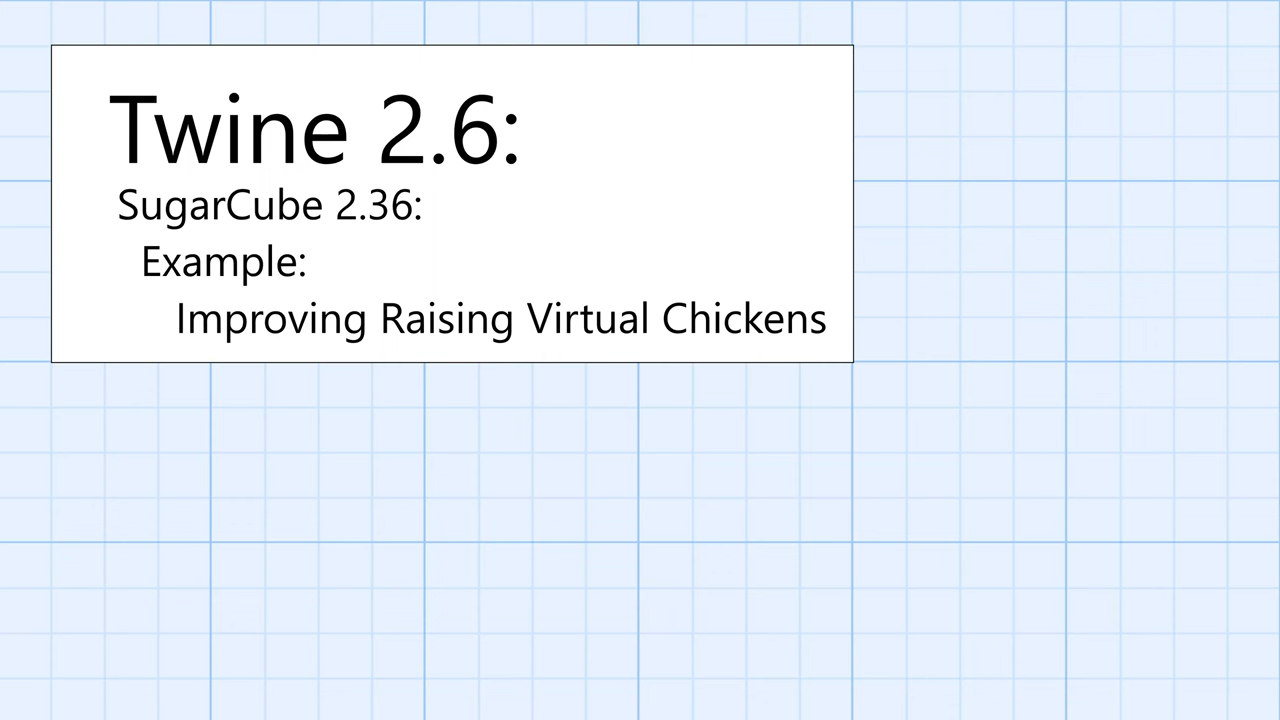 Twine 2.6:
SugarCube 2.36:
Example:
Improving Raising Virtual Chickens